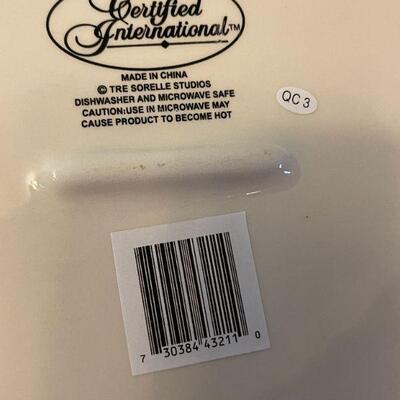 Certified
International™
MADE IN CHINA
© TRE SORELLE STUDIOS
DISHWASHER AND MICROWAVE SAFE
CAUTION:USE IN MICROWAVE MAY
CAUSE PRODUCT TO BECOME HOT
QC 3
7 30384 43211 0